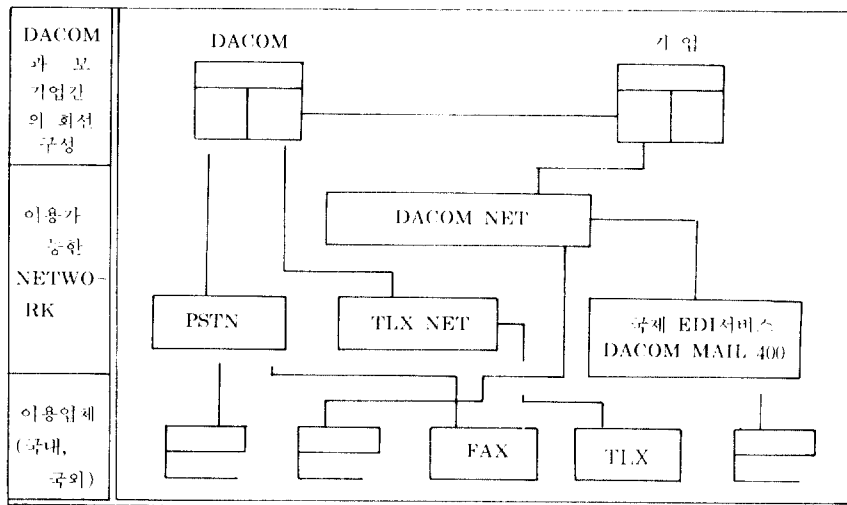 DACOM
과 모
기업간
의 회선
구성
DACOM
기 업
이용가
능한
NETWO-
RK
DACOM NET
PSTN
TLX NET
국제 EDI서비스
DACOM MAIL 400
이용업체
(국내,
국외)
FAX
TLX